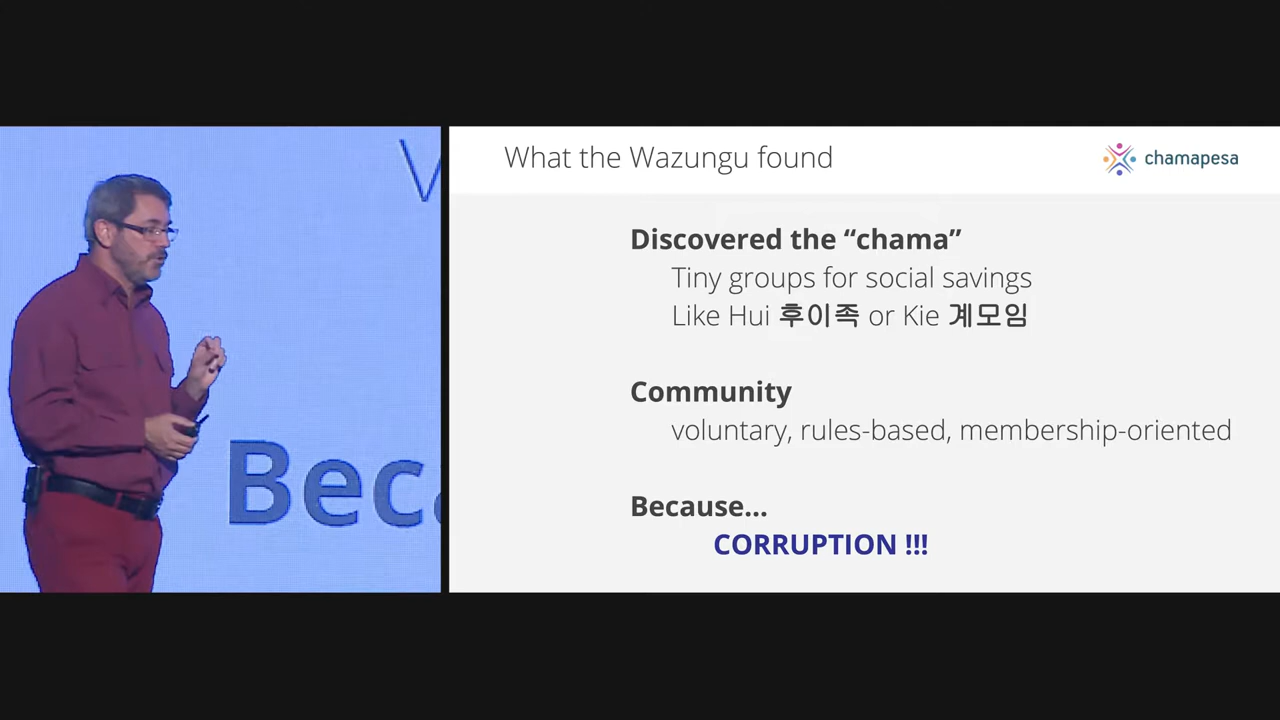 What the Wazungu found
chamapesa
Discovered the “chama”
Tiny groups for social savings
Like Hui 후이족 or Kie 계모임
Community
voluntary, rules-based, membership-oriented
Because...
CORRUPTION !!!
V
Beca